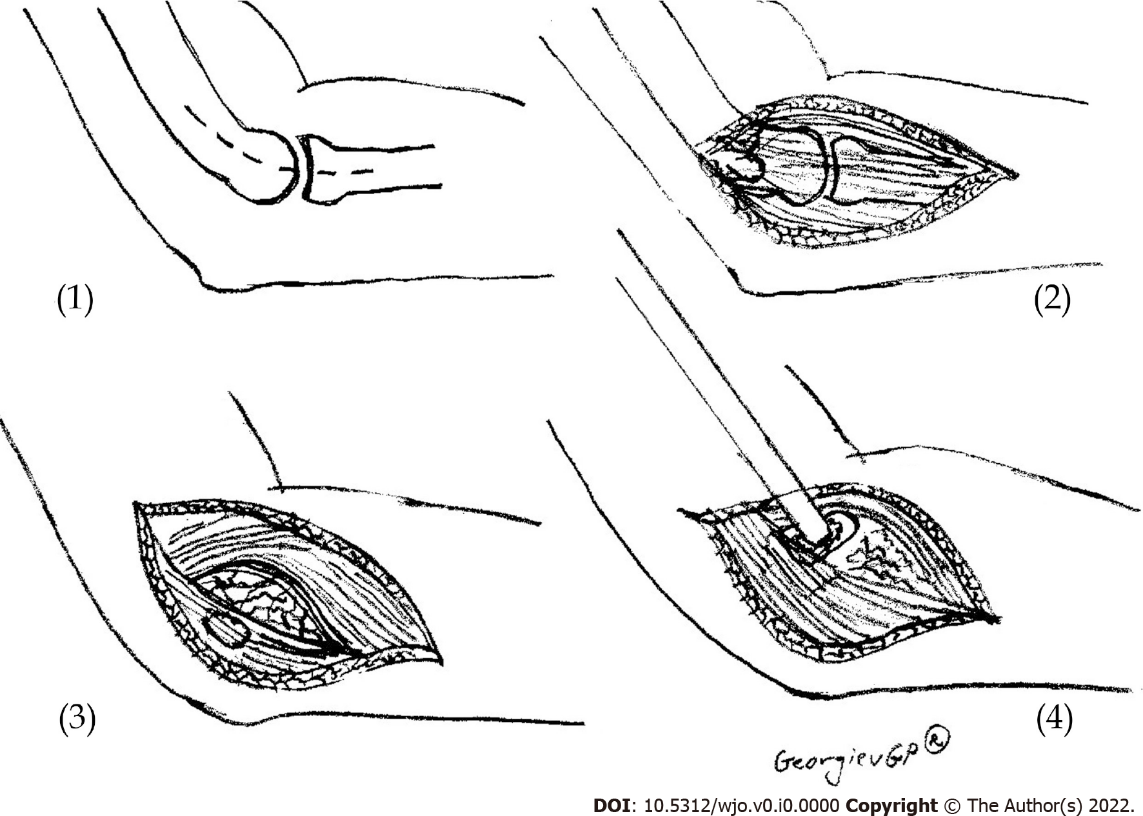 (1)
(2)
(3)
(4)
GeorgievGP®
DOI: 10.5312/wjo.v0.i0.0000 Copyright © The Author(s) 2022.